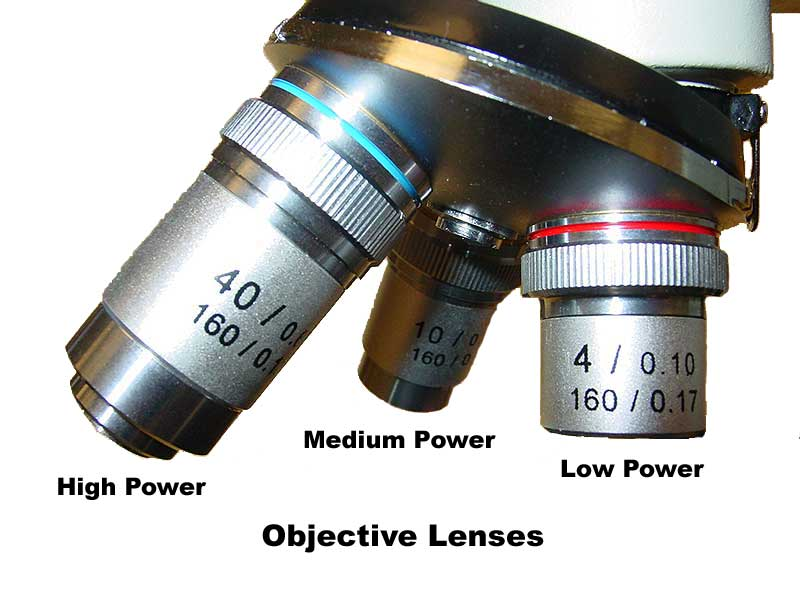 40 / 0.
160 / 0.1
10 / 0
160 / 0
4 / 0.10
160 / 0.17
Medium Power
Low Power
High Power
Objective Lenses